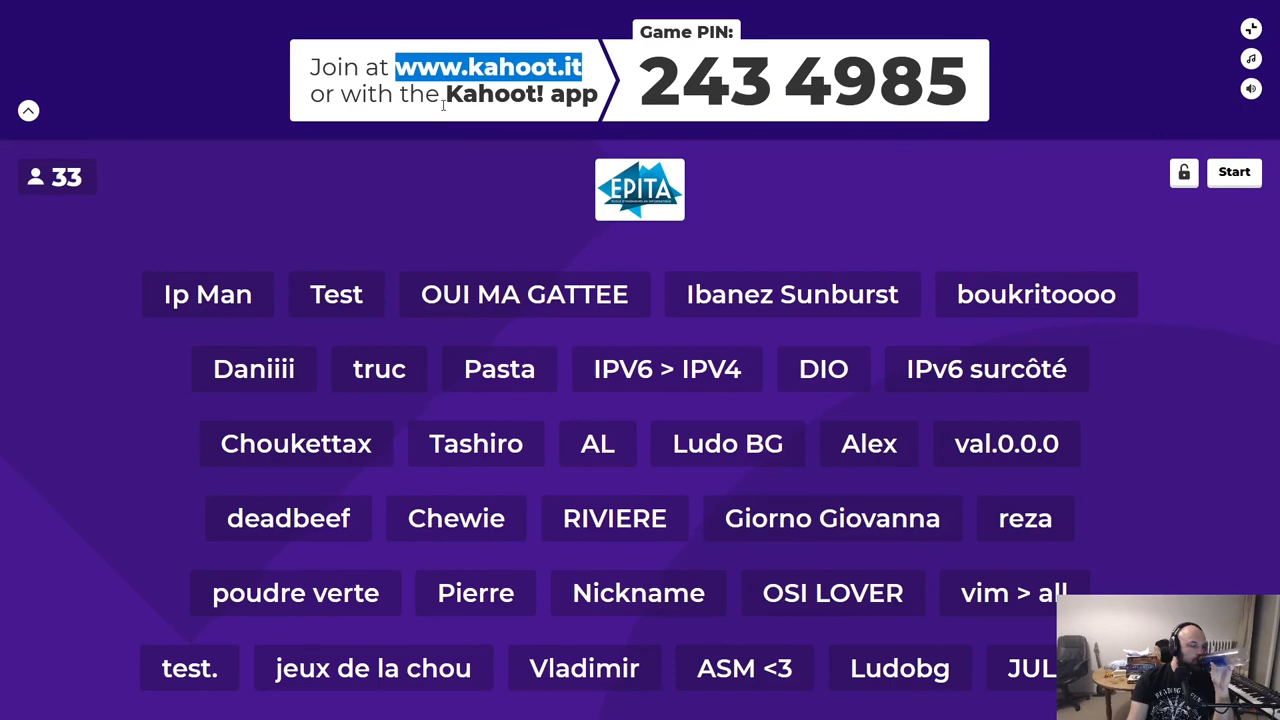 Game PIN:
Join at www.kahoot.it
or with the Kahoot! app
243 4985
33
EPITA
Start
Ip Man Test OUI MA GATTEE Ibanez Sunburst boukritoooo
Daniiii truc Pasta IPV6 > IPV4 DIO IPv6 surcôté
Choukettax Tashiro AL Ludo BG Alex val.0.0.0
deadbeef Chewie RIVIERE Giorno Giovanna reza
poudre verte Pierre Nickname OSI LOVER vim > all
test. jeux de la chou Vladimir ASM <3 Ludobg JUL